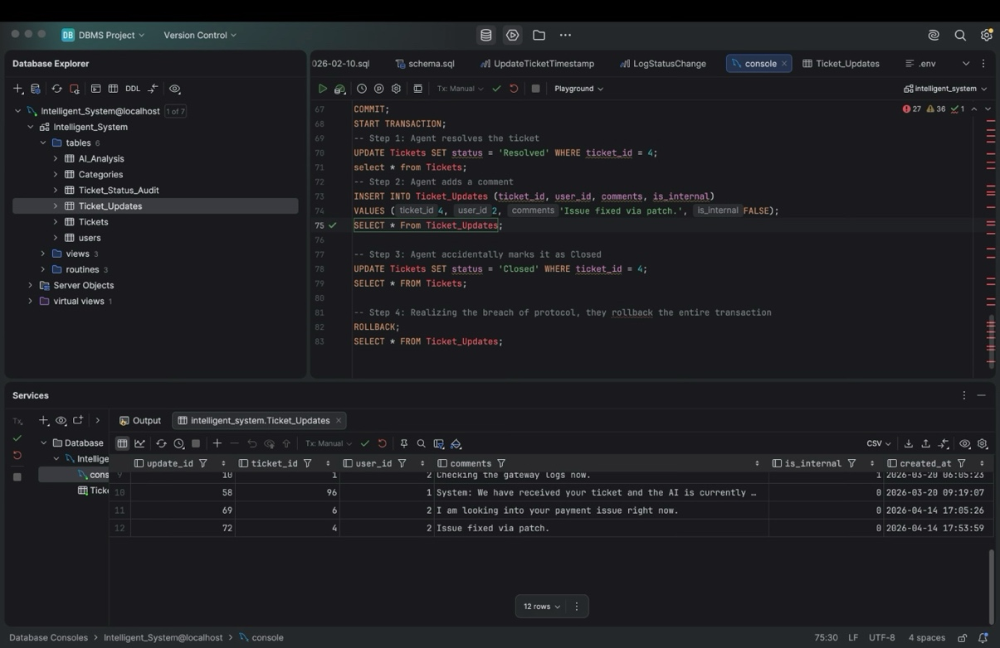 DB DBMS Project Version Control
Database Explorer
026-02-10.sql schema.sql UpdateTicketTimestamp LogStatusChange console Ticket_Updates .env
DDL
Tx: Manual Playground intelligent_system
Intelligent_System@localhost 1 of 7
Intelligent_System
tables 6
AI_Analysis
Categories
Ticket_Status_Audit
Ticket_Updates
Tickets
users
views 3
routines 3
Server Objects
virtual views 1
27 36 1
67 COMMIT;
68 START TRANSACTION;
69 -- Step 1: Agent resolves the ticket
70 UPDATE Tickets SET status = 'Resolved' WHERE ticket_id = 4;
71 select * from Tickets;
72 -- Step 2: Agent adds a comment
73 INSERT INTO Ticket_Updates (ticket_id, user_id, comments, is_internal)
74 VALUES ( ticket_id 4, user_id 2, comments 'Issue fixed via patch.', is_internal FALSE);
75 SELECT * From Ticket_Updates;
76
77 -- Step 3: Agent accidentally marks it as Closed
78 UPDATE Tickets SET status = 'Closed' WHERE ticket_id = 4;
79 SELECT * FROM Tickets;
80
81 -- Step 4: Realizing the breach of protocol, they rollback the entire transaction
82 ROLLBACK;
83 SELECT * FROM Ticket_Updates;
Services
Tx
Database
Intellige
cons
Ticke
Output intelligent_system.Ticket_Updates
Tx: Manual CSV
update_id ticket_id user_id comments is_internal created_at
9 10 1 2 Checking the gateway logs now. 1 2026-03-20 06:05:23
10 58 96 1 System: We have received your ticket and the AI is currently … 0 2026-03-20 09:19:07
11 69 6 2 I am looking into your payment issue right now. 0 2026-04-14 17:05:26
12 72 4 2 Issue fixed via patch. 0 2026-04-14 17:53:59
12 rows
Database Consoles > Intelligent_System@localhost > console 75:30 LF UTF-8 4 spaces